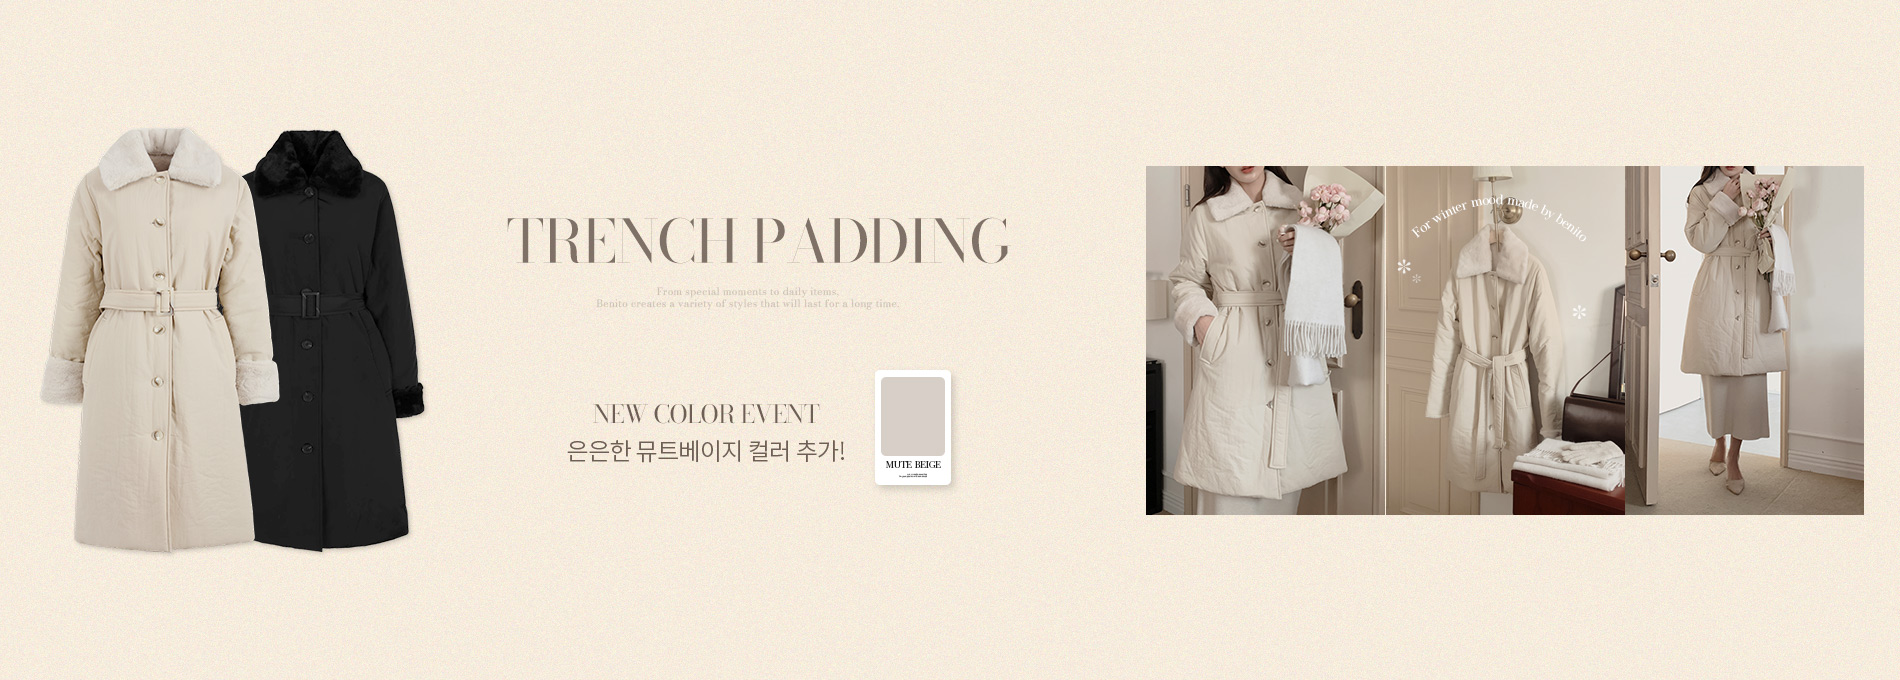 TRENCH PADDING
From special moments to daily items.
Benito creates a variety of styles that will last for a long time.
NEW COLOR EVENT
은은한 뮤트베이지 컬러 추가!
MUTE BEIGE
For winter mood made by benito